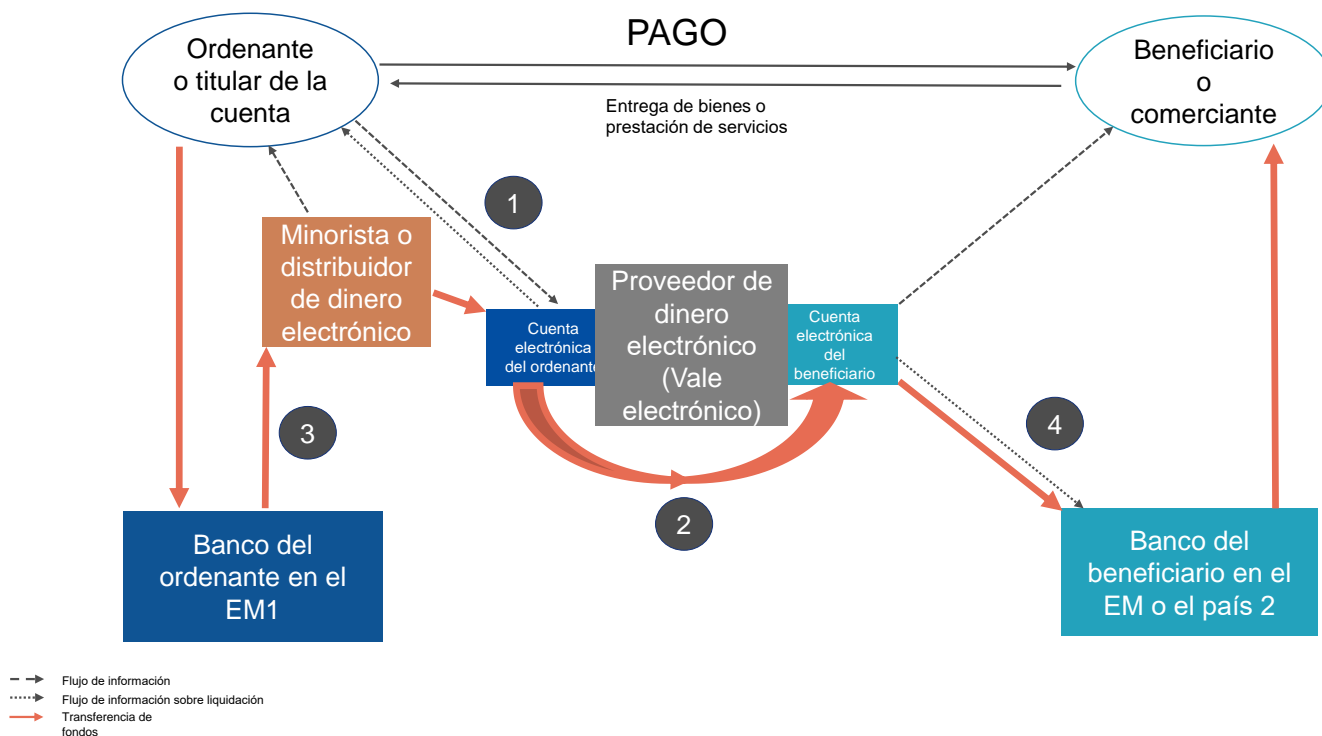 PAGO
Ordenante
o titular de la
cuenta
Beneficiario
o
comerciante
Entrega de bienes o
prestación de servicios
1
Minorista o
distribuidor
de dinero
electrónico
Cuenta
electrónica
del ordenante
Proveedor de
dinero
electrónico
(Vale
electrónico)
Cuenta
electrónica
del
beneficiario
3
4
2
Banco del
ordenante en el
EM1
Banco del
beneficiario en el
EM o el país 2
Flujo de información
Flujo de información sobre liquidación
Transferencia de
fondos